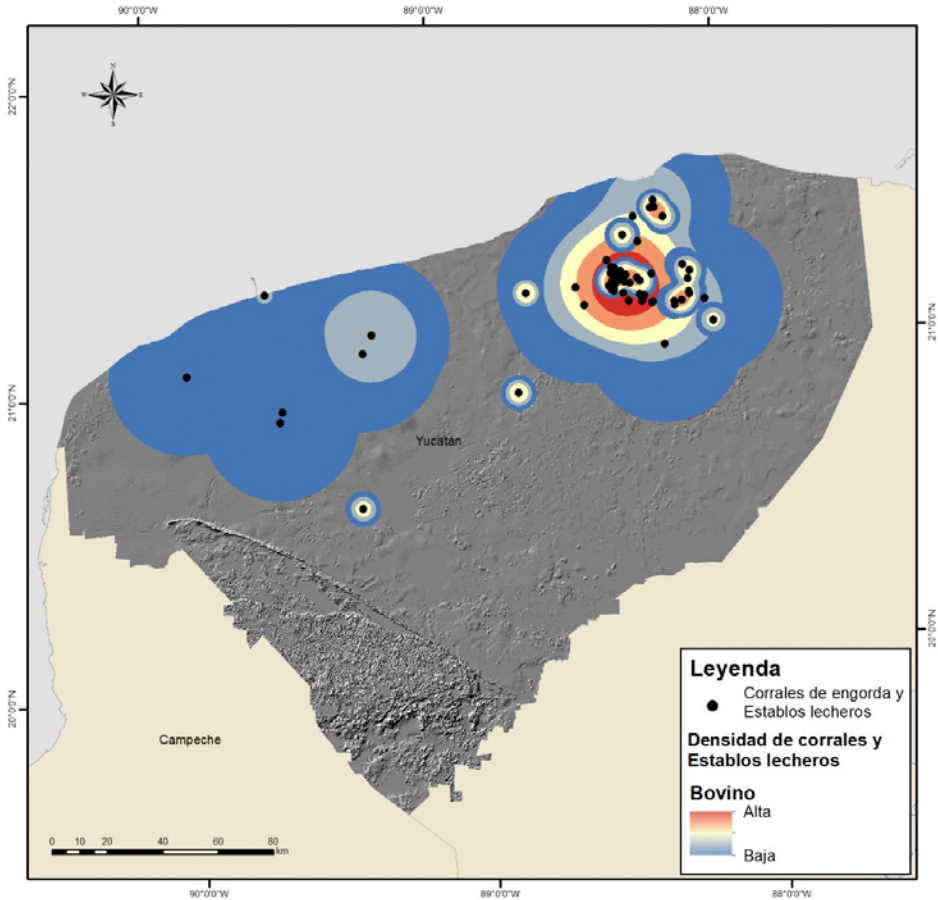 90°0'0"W 89°0'0"W 88°0'0"W
N
W E
S
22°0'0"N
21°0'0"N
21°0'0"N
Yucatán
20°0'0"N
20°0'0"N
Campeche
Leyenda
Corrales de engorda y
Establos lecheros
Densidad de corrales y
Establos lecheros
Bovino
Alta
Baja
0 10 20 40 60 80
km
90°0'0"W 89°0'0"W 88°0'0"W